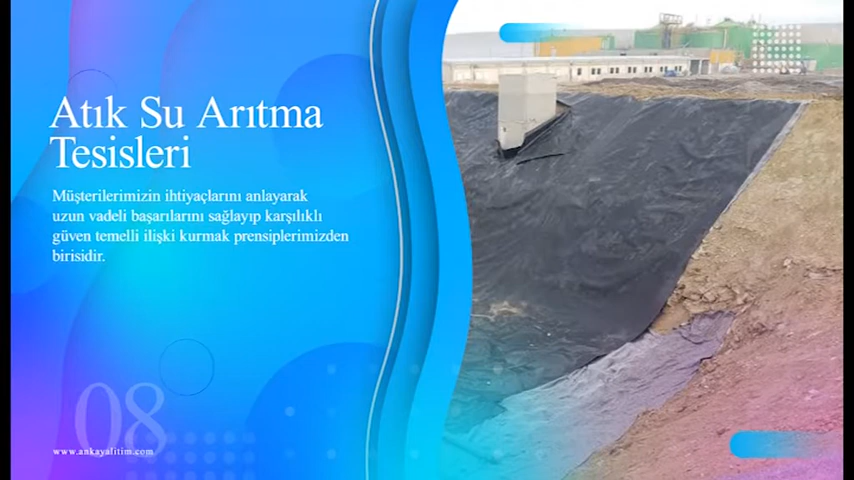 Atık Su Arıtma
Tesisleri
Müşterilerimizin ihtiyaçlarını anlayarak
uzun vadeli başarılarını sağlayıp karşılıklı
güven temelli ilişki kurmak prensiplerimizden
birisidir.
08
www.ankayalitim.com